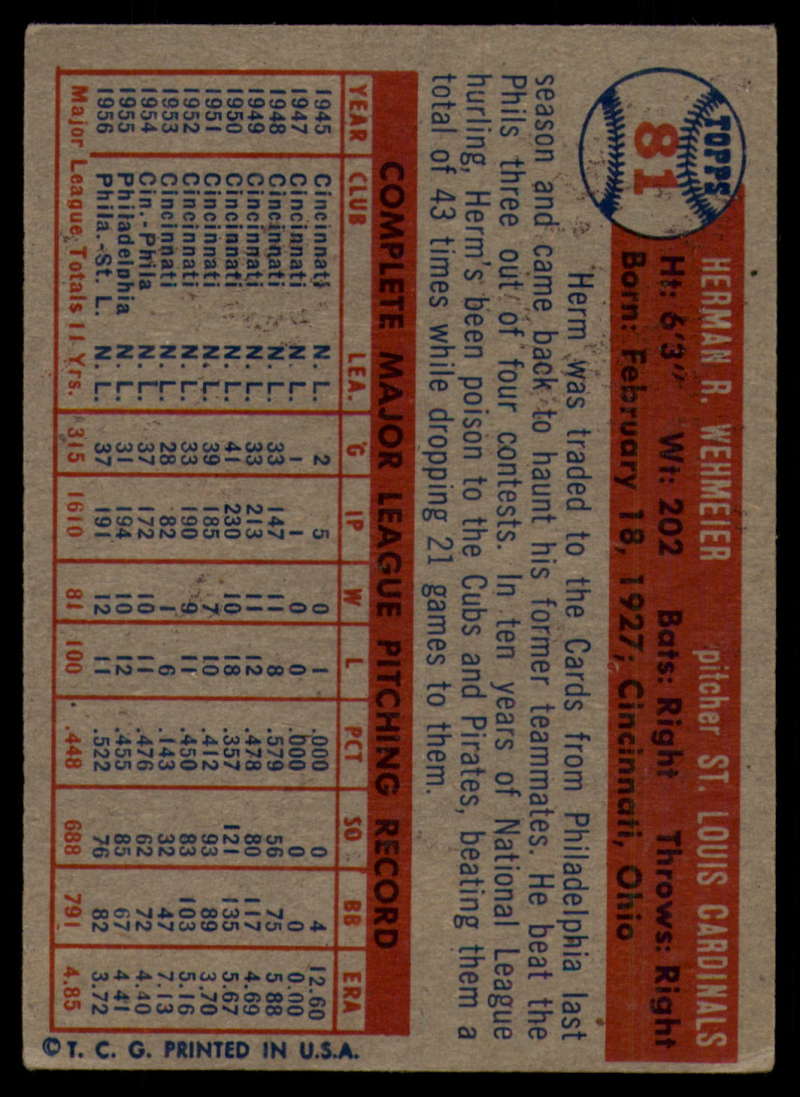 TOPPS
81
HERMAN R. WEHMEIER pitcher ST. LOUIS CARDINALS
Ht: 6'3" Wt: 202 Bats: Right Throws: Right
Born: February 18, 1927; Cincinnati, Ohio
Herm was traded to the Cards from Philadelphia last
season and came back to haunt his former teammates. He beat the
Phils three out of four contests. In ten years of National League
hurling, Herm's been poison to the Cubs and Pirates, beating them a
total of 43 times while dropping 21 games to them.
COMPLETE MAJOR LEAGUE PITCHING RECORD
YEAR CLUB LEA. G IP W L PCT SO BB ERA
1945 Cincinnati N. L. 2 5 0 1 .000 0 4 12.60
1947 Cincinnati N. L. 1 1 0 0 .000 0 0 0.00
1948 Cincinnati N. L. 33 147 11 8 .579 56 75 5.88
1949 Cincinnati N. L. 33 213 11 12 .478 80 117 4.69
1950 Cincinnati N. L. 41 230 10 18 .357 121 135 5.67
1951 Cincinnati N. L. 39 185 7 10 .412 93 89 3.70
1952 Cincinnati N. L. 33 190 9 11 .450 83 103 5.16
1953 Cincinnati N. L. 28 82 1 6 .143 32 47 7.13
1954 Cin.-Phila N. L. 37 172 10 11 .476 62 72 4.40
1955 Philadelphia N. L. 31 194 10 12 .455 85 67 4.41
1956 Phila.-St. L. N. L. 37 191 12 11 .522 76 82 3.72
Major League Totals 11 Yrs. 315 1610 81 100 .448 688 791 4.85
© T. C. G. PRINTED IN U.S.A.